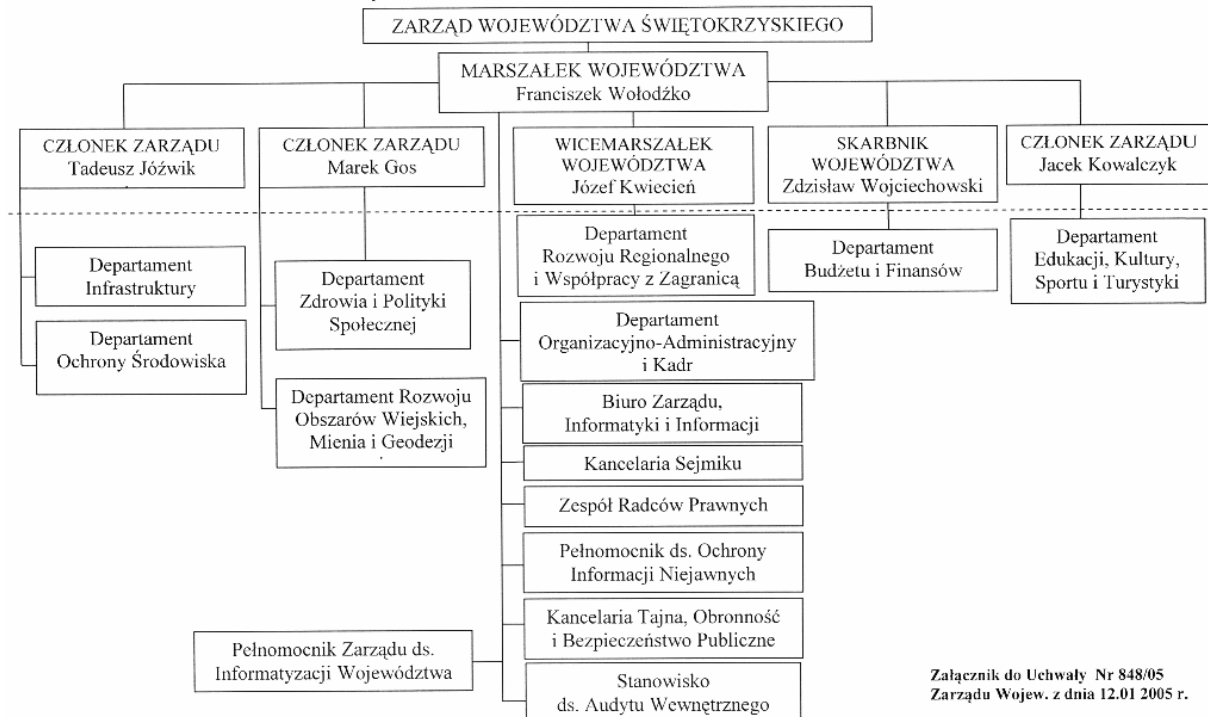 ZARZĄD WOJEWÓDZTWA ŚWIĘTOKRZYSKIEGO
MARSZAŁEK WOJEWÓDZTWA
Franciszek Wołodźko
CZŁONEK ZARZĄDU
Tadeusz Jóźwik
CZŁONEK ZARZĄDU
Marek Gos
WICEMARSZAŁEK
WOJEWÓDZTWA
Józef Kwiecień
SKARBNIK
WOJEWÓDZTWA
Zdzisław Wojciechowski
CZŁONEK ZARZĄDU
Jacek Kowalczyk
Departament
Infrastruktury
Departament
Ochrony Środowiska
Departament
Zdrowia i Polityki
Społecznej
Departament Rozwoju
Obszarów Wiejskich,
Mienia i Geodezji
Departament
Rozwoju Regionalnego
i Współpracy z Zagranicą
Departament
Budżetu i Finansów
Departament
Edukacji, Kultury,
Sportu i Turystyki
Departament
Organizacyjno-Administracyjny
i Kadr
Biuro Zarządu,
Informatyki i Informacji
Kancelaria Sejmiku
Zespół Radców Prawnych
Pełnomocnik ds. Ochrony
Informacji Niejawnych
Kancelaria Tajna, Obronność
i Bezpieczeństwo Publiczne
Pełnomocnik Zarządu ds.
Informatyzacji Województwa
Stanowisko
ds. Audytu Wewnętrznego
Załącznik do Uchwały Nr 848/05
Zarządu Wojew. z dnia 12.01 2005 r.